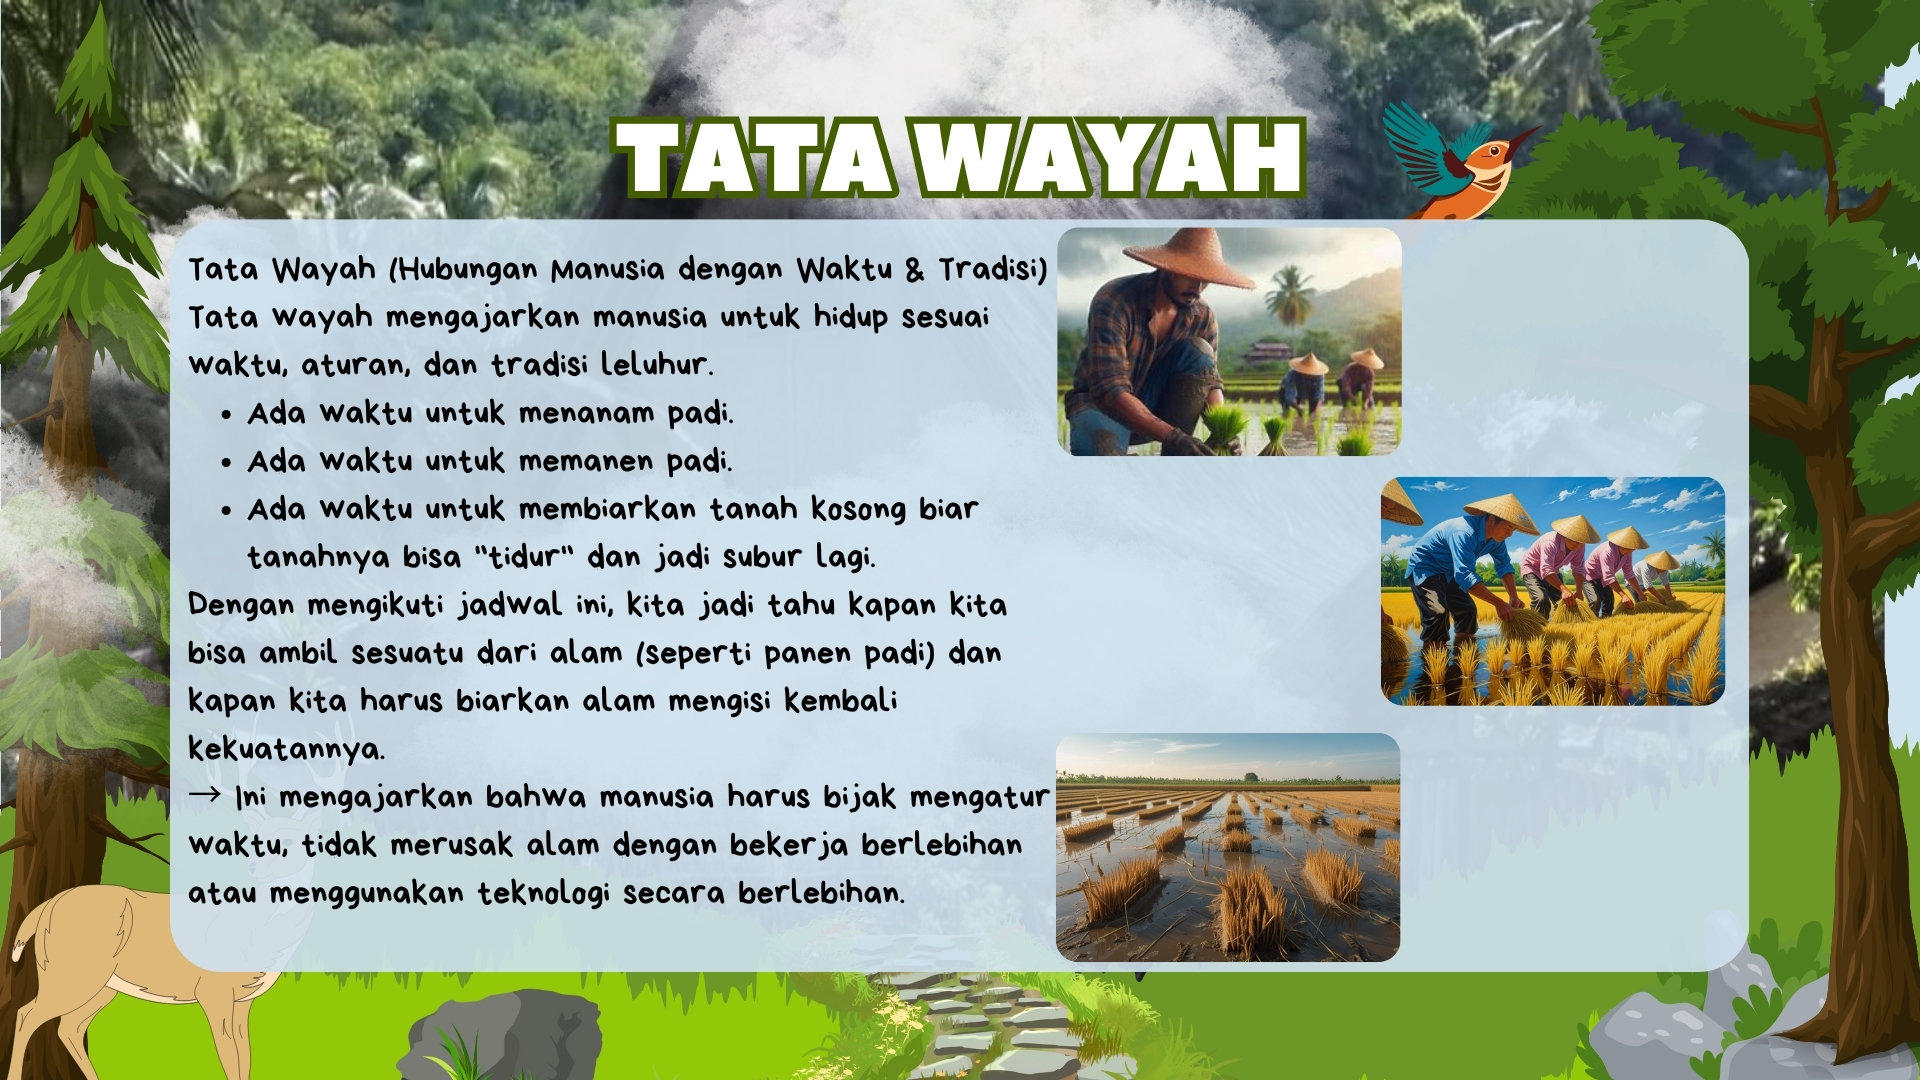 TATA WAYAH
Tata Wayah (Hubungan Manusia dengan Waktu & Tradisi)
Tata wayah mengajarkan manusia untuk hidup sesuai
waktu, aturan, dan tradisi leluhur.
• Ada waktu untuk menanam padi.
• Ada waktu untuk memanen padi.
• Ada waktu untuk membiarkan tanah kosong biar
tanahnya bisa "tidur" dan jadi subur lagi.
Dengan mengikuti jadwal ini, kita jadi tahu kapan kita
bisa ambil sesuatu dari alam (seperti panen padi) dan
kapan kita harus biarkan alam mengisi kembali
kekuatannya.
→ Ini mengajarkan bahwa manusia harus bijak mengatur
waktu, tidak merusak alam dengan bekerja berlebihan
atau menggunakan teknologi secara berlebihan.